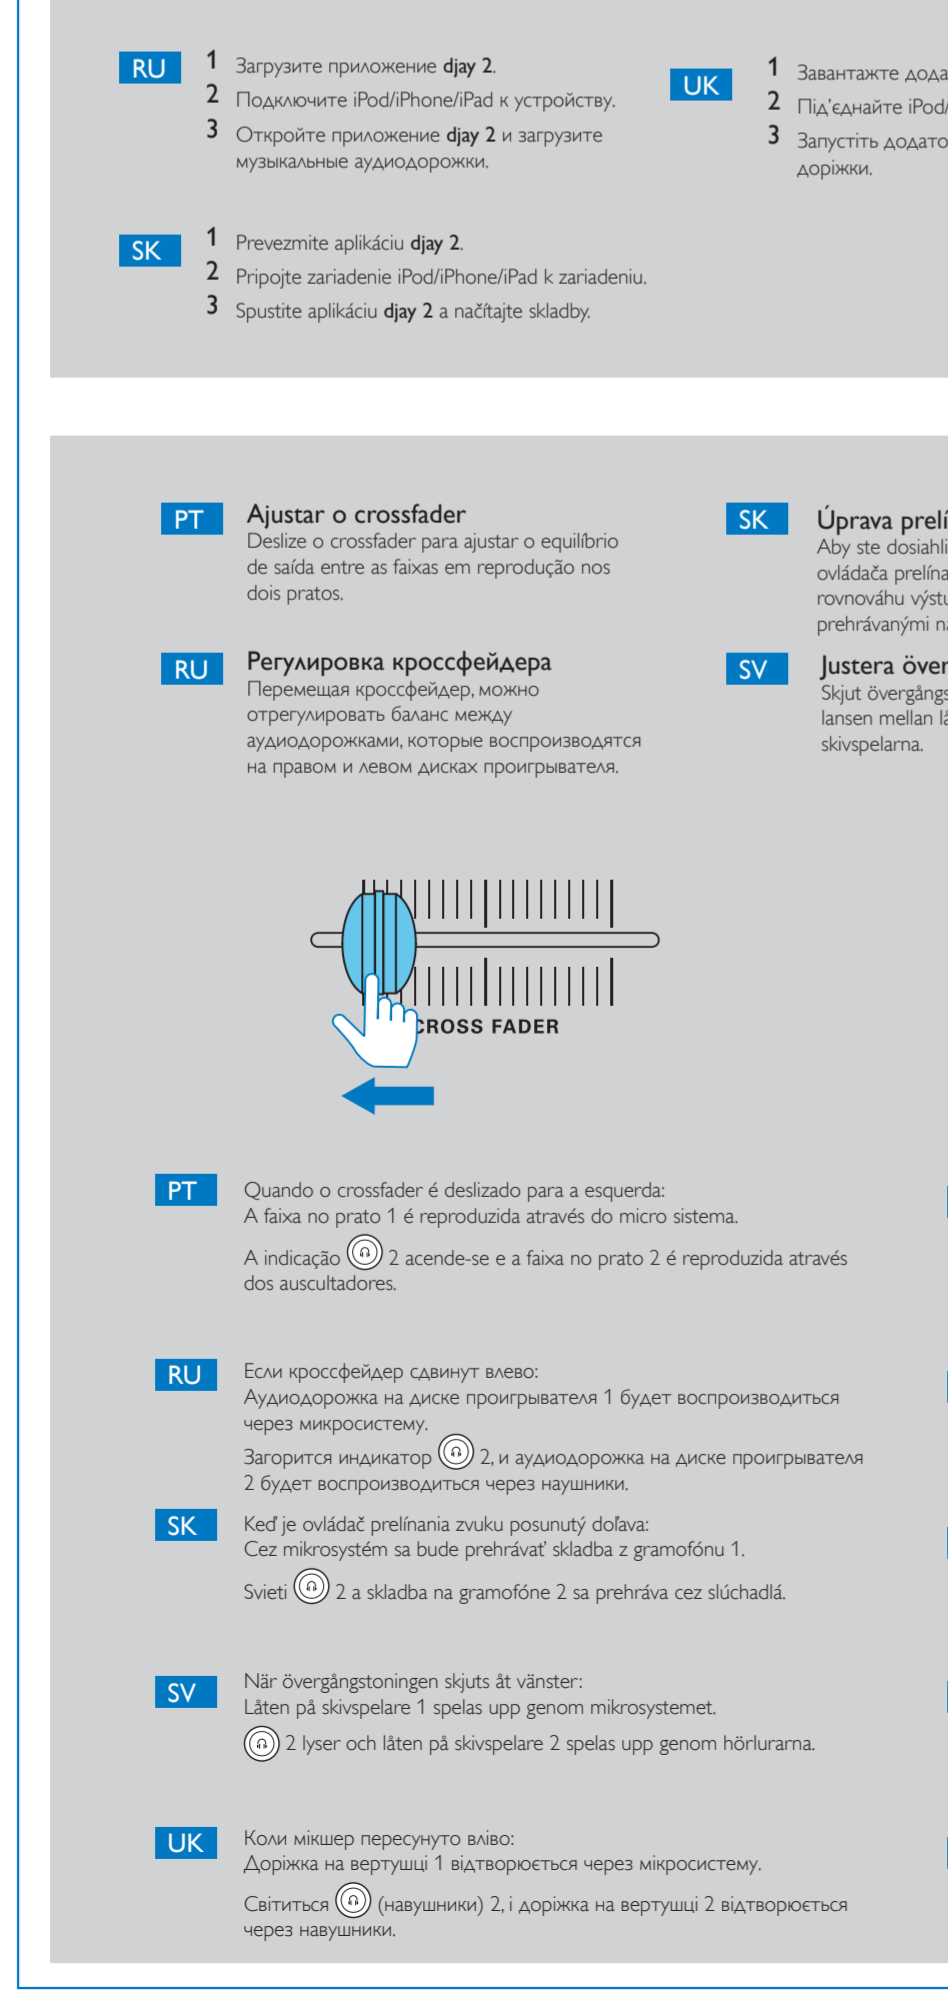 RU
1 Загрузите приложение djay 2.
2 Подключите iPod/iPhone/iPad к устройству.
3 Откройте приложение djay 2 и загрузите
музыкальные аудиодорожки.
UK
1 Завантажте
2 Під'єднайте iPod/
3 Запустіть
доріжки.
SK
1 Prevezmite aplikáciu djay 2.
2 Pripojte zariadenie iPod/iPhone/iPad k zariadeniu.
3 Spustite aplikáciu djay 2 a načítajte skladby.
PT
Ajustar o crossfader
Deslize o crossfader para ajustar o equilíbrio
de saída entre as faixas em reprodução nos
dois pratos.
SK
Úprava
Aby ste dosiahli
ovládača
rovnováhu
prehrávanými
RU
Регулировка кроссфейдера
Перемещая кроссфейдер, можно
отрегулировать баланс между
аудиодорожками, которые воспроизводятся
на правом и левом дисках проигрывателя.
SV
Justera
Skjut
lansen mellan
skivspelarna.
CROSS FADER
PT
Quando o crossfader é deslizado para a esquerda:
A faixa no prato 1 é reproduzida através do micro sistema.
A indicação 2 acende-se e a faixa no prato 2 é reproduzida através
dos auscultadores.
RU
Если кроссфейдер сдвинут влево:
Аудиодорожка на диске проигрывателя 1 будет воспроизводиться
через микросистему.
Загорится индикатор 2, и аудиодорожка на диске проигрывателя
2 будет воспроизводиться через наушники.
SK
Keď je ovládač prelínania zvuku posunutý doľava:
Cez mikrosystém sa bude prehrávať skladba z gramofónu 1.
Svieti 2 a skladba na gramofóne 2 sa prehráva cez slúchadlá.
SV
När övergångstoningen skjuts åt vänster:
Låten på skivspelare 1 spelas upp genom mikrosystemet.
2 lyser och låten på skivspelare 2 spelas upp genom hörlurarna.
UK
Коли мікшер пересунуто вліво:
Доріжка на вертушці 1 відтворюється через мікросистему.
Світиться (навушники) 2, і доріжка на вертушці 2 відтворюється
через навушники.